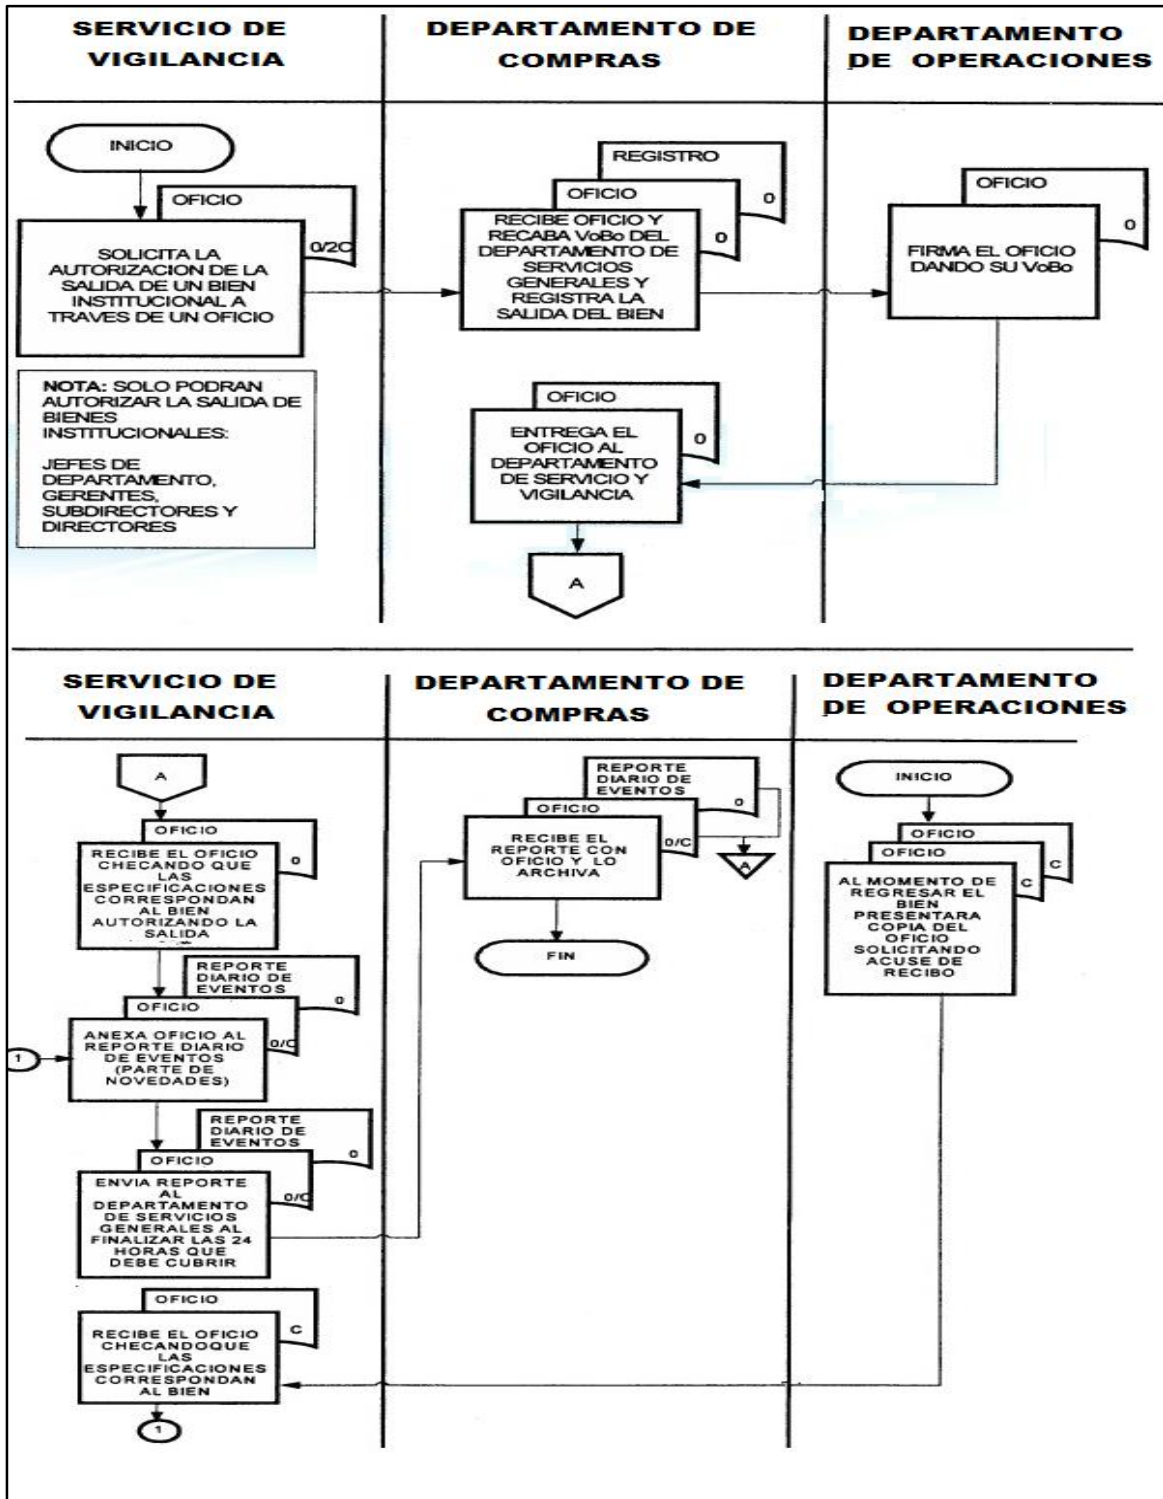 SERVICIO DE
VIGILANCIA
DEPARTAMENTO DE
COMPRAS
DEPARTAMENTO
DE OPERACIONES
INICIO
OFICIO
0/2C
SOLICITA LA
AUTORIZACION DE LA
SALIDA DE UN BIEN
INSTITUCIONAL A
TRAVES DE UN OFICIO
NOTA: SOLO PODRAN
AUTORIZAR LA SALIDA DE
BIENES
INSTITUCIONALES:
JEFES DE
DEPARTAMENTO,
GERENTES,
SUBDIRECTORES Y
DIRECTORES
REGISTRO
0
OFICIO
0
RECIBE OFICIO Y
RECABA VoBo DEL
DEPARTAMENTO DE
SERVICIOS
GENERALES Y
REGISTRA LA
SALIDA DEL BIEN
OFICIO
0
FIRMA EL OFICIO
DANDO SU VoBo
OFICIO
0
ENTREGA EL
OFICIO AL
DEPARTAMENTO
DE SERVICIO Y
VIGILANCIA
A
SERVICIO DE
VIGILANCIA
DEPARTAMENTO DE
COMPRAS
DEPARTAMENTO
DE OPERACIONES
A
OFICIO
0
RECIBE EL OFICIO
CHECANDO QUE
LAS
ESPECIFICACIONES
CORRESPONDAN
AL BIEN
AUTORIZANDO LA
SALIDA
REPORTE
DIARIO DE
EVENTOS
0
OFICIO
0/C
ANEXA OFICIO AL
REPORTE DIARIO
DE EVENTOS
(PARTE DE
NOVEDADES)
1
REPORTE
DIARIO DE
EVENTOS
0
OFICIO
0/C
ENVIA REPORTE
AL
DEPARTAMENTO
DE SERVICIOS
GENERALES AL
FINALIZAR LAS 24
HORAS QUE
DEBE CUBRIR
OFICIO
C
RECIBE EL OFICIO
CHECANDOQUE
LAS
ESPECIFICACIONES
CORRESPONDAN
AL BIEN
1
REPORTE
DIARIO DE
EVENTOS
0
OFICIO
0/C
RECIBE EL
REPORTE CON
OFICIO Y LO
ARCHIVA
A
FIN
INICIO
OFICIO
C
OFICIO
C
AL MOMENTO DE
REGRESAR EL
BIEN
PRESENTARA
COPIA DEL
OFICIO
SOLICITANDO
ACUSE DE
RECIBO